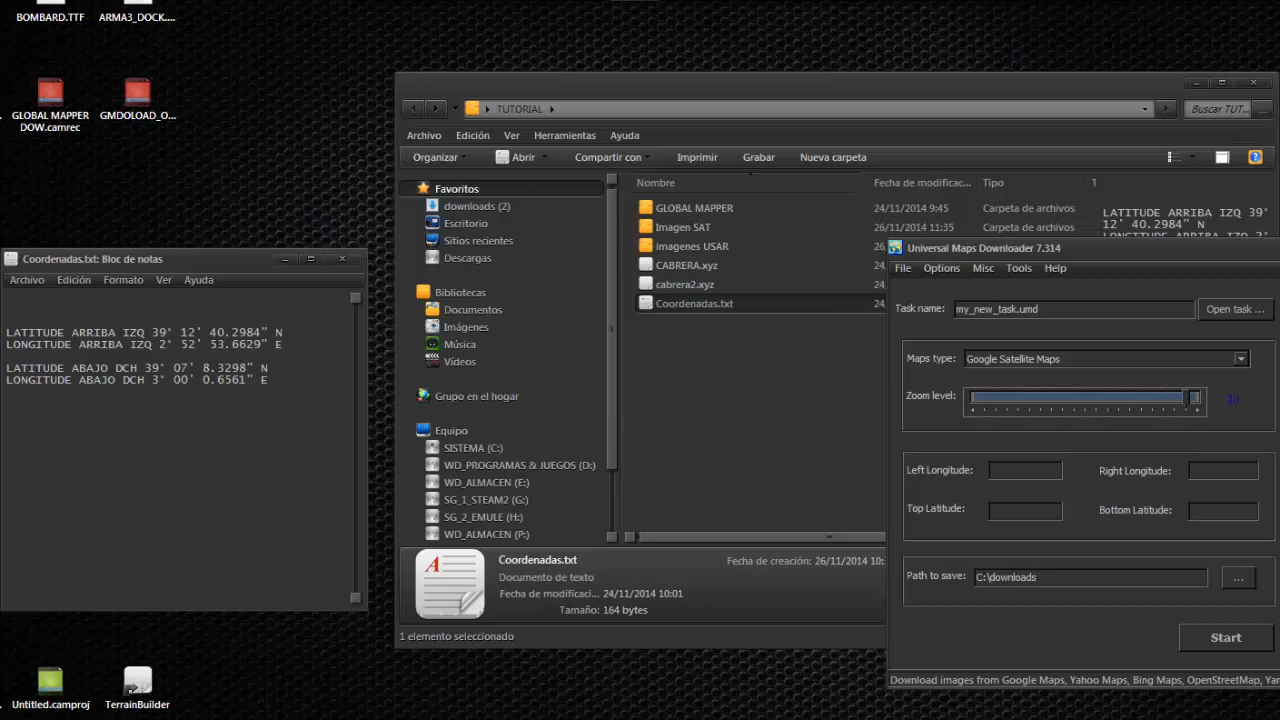 BOMBARD.TTF
ARMA3_DOCK....
GLOBAL MAPPER
DOW.camrec
GMDOLOAD_O...
Coordenadas.txt: Bloc de notas
Archivo Edición Formato Ver Ayuda
LATITUDE ARRIBA IZQ 39° 12' 40.2984" N
LONGITUDE ARRIBA IZQ 2° 52' 53.6629" E
LATITUDE ABAJO DCH 39° 07' 8.3298" N
LONGITUDE ABAJO DCH 3° 00' 0.6561" E
Untitled.camproj
TerrainBuilder
TUTORIAL
Buscar TUT...
Archivo Edición Ver Herramientas Ayuda
Organizar Abrir Compartir con Imprimir Grabar Nueva carpeta
Favoritos
downloads (2)
Escritorio
Sitios recientes
Descargas
Bibliotecas
Documentos
Imágenes
Música
Vídeos
Grupo en el hogar
Equipo
SISTEMA (C:)
WD_PROGRAMAS & JUEGOS (D:)
WD_ALMACEN (E:)
SG_1_STEAM2 (G:)
SG_2_EMULE (H:)
WD_ALMACEN (P:)
Nombre Fecha de modificac... Tipo T
GLOBAL MAPPER 24/11/2014 9:45 Carpeta de archivos
Imagen SAT 26/11/2014 11:35 Carpeta de archivos
imagenes USAR 26
CABRERA.xyz 24
cabrera2.xyz 24
Coordenadas.txt 24
LATITUDE ARRIBA IZQ 39°
12' 40.2984" N
Coordenadas.txt
Documento de texto
Fecha de modificaci... 24/11/2014 10:01
Tamaño: 164 bytes
Fecha de creación: 26/11/2014 10:
1 elemento seleccionado
Universal Maps Downloader 7.314
File Options Misc Tools Help
Task name: my_new_task.umd Open task ...
Maps type: Google Satellite Maps
Zoom level: 20
Left Longitude: Right Longitude:
Top Latitude: Bottom Latitude:
Path to save: C:\downloads ...
Start
Download images from Google Maps, Yahoo Maps, Bing Maps, OpenStreetMap, Yan